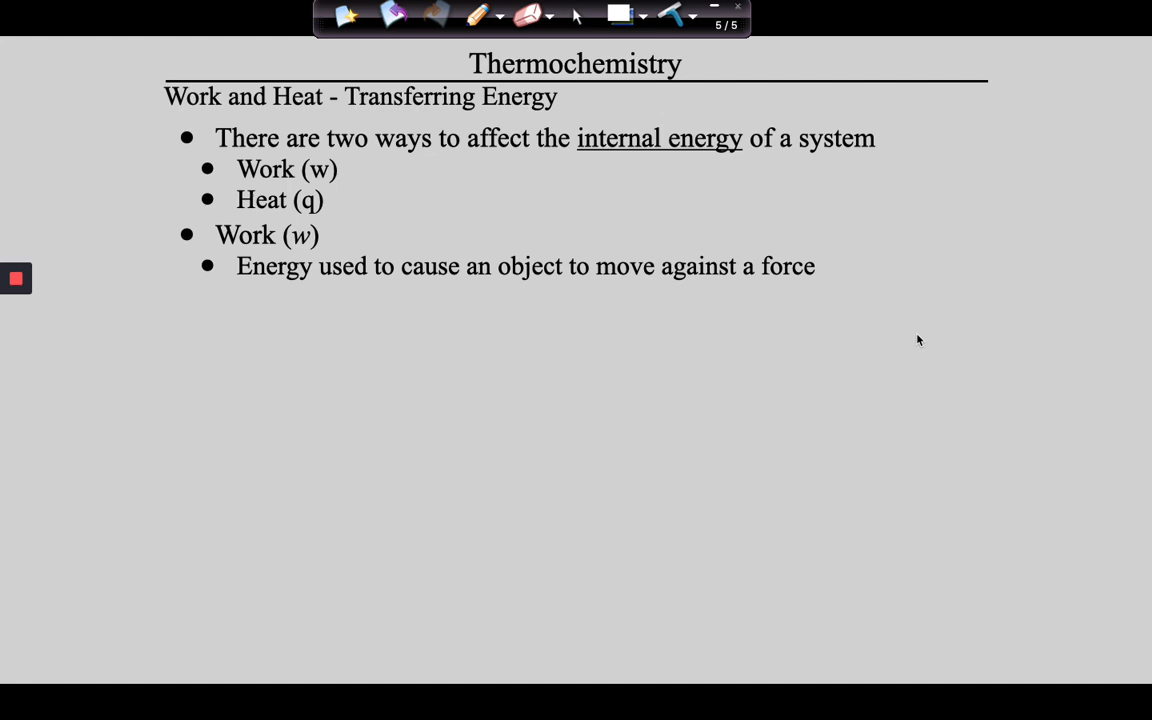 5 / 5
Thermochemistry
Work and Heat - Transferring Energy
● There are two ways to affect the internal energy of a system
● Work (w)
● Heat (q)
● Work (w)
● Energy used to cause an object to move against a force